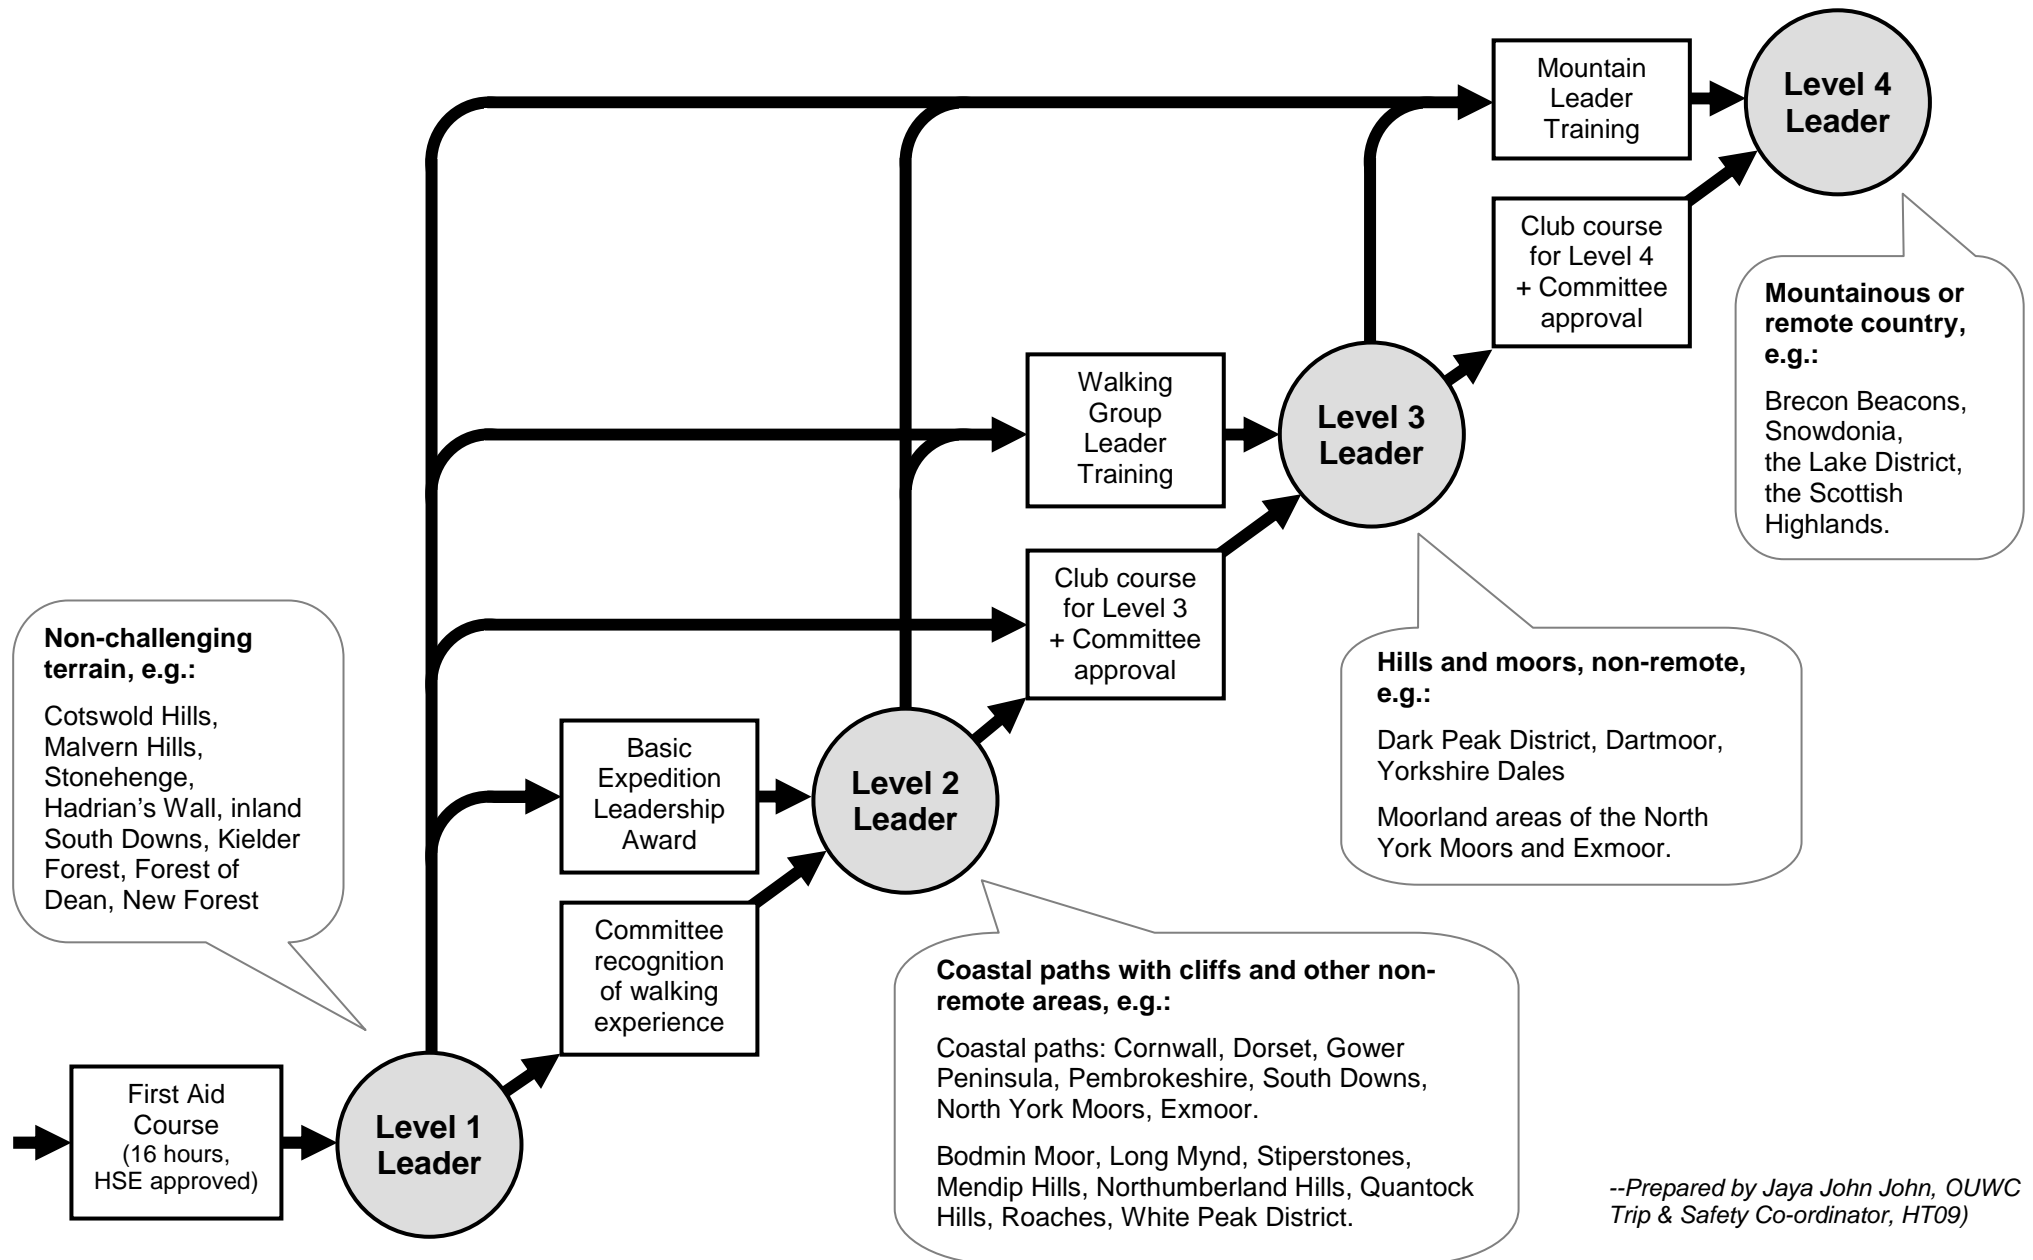 Mountain
Leader
Training
Level 4
Leader
Club course
for Level 4
+ Committee
approval
Mountainous or
remote country,
e.g.:
Brecon Beacons,
Snowdonia,
the Lake District,
the Scottish
Highlands.
Walking
Group
Leader
Training
Level 3
Leader
Club course
for Level 3
+ Committee
approval
Hills and moors, non-remote,
e.g.:
Dark Peak District, Dartmoor,
Yorkshire Dales
Moorland areas of the North
York Moors and Exmoor.
Non-challenging
terrain, e.g.:
Cotswold Hills,
Malvern Hills,
Stonehenge,
Hadrian’s Wall, inland
South Downs, Kielder
Forest, Forest of
Dean, New Forest
Basic
Expedition
Leadership
Award
Level 2
Leader
Committee
recognition
of walking
experience
Coastal paths with cliffs and other non-
remote areas, e.g.:
Coastal paths: Cornwall, Dorset, Gower
Peninsula, Pembrokeshire, South Downs,
North York Moors, Exmoor.
Bodmin Moor, Long Mynd, Stiperstones,
Mendip Hills, Northumberland Hills, Quantock
Hills, Roaches, White Peak District.
First Aid
Course
(16 hours,
HSE approved)
Level 1
Leader
--Prepared by Jaya John John, OUWC
Trip & Safety Co-ordinator, HT09)